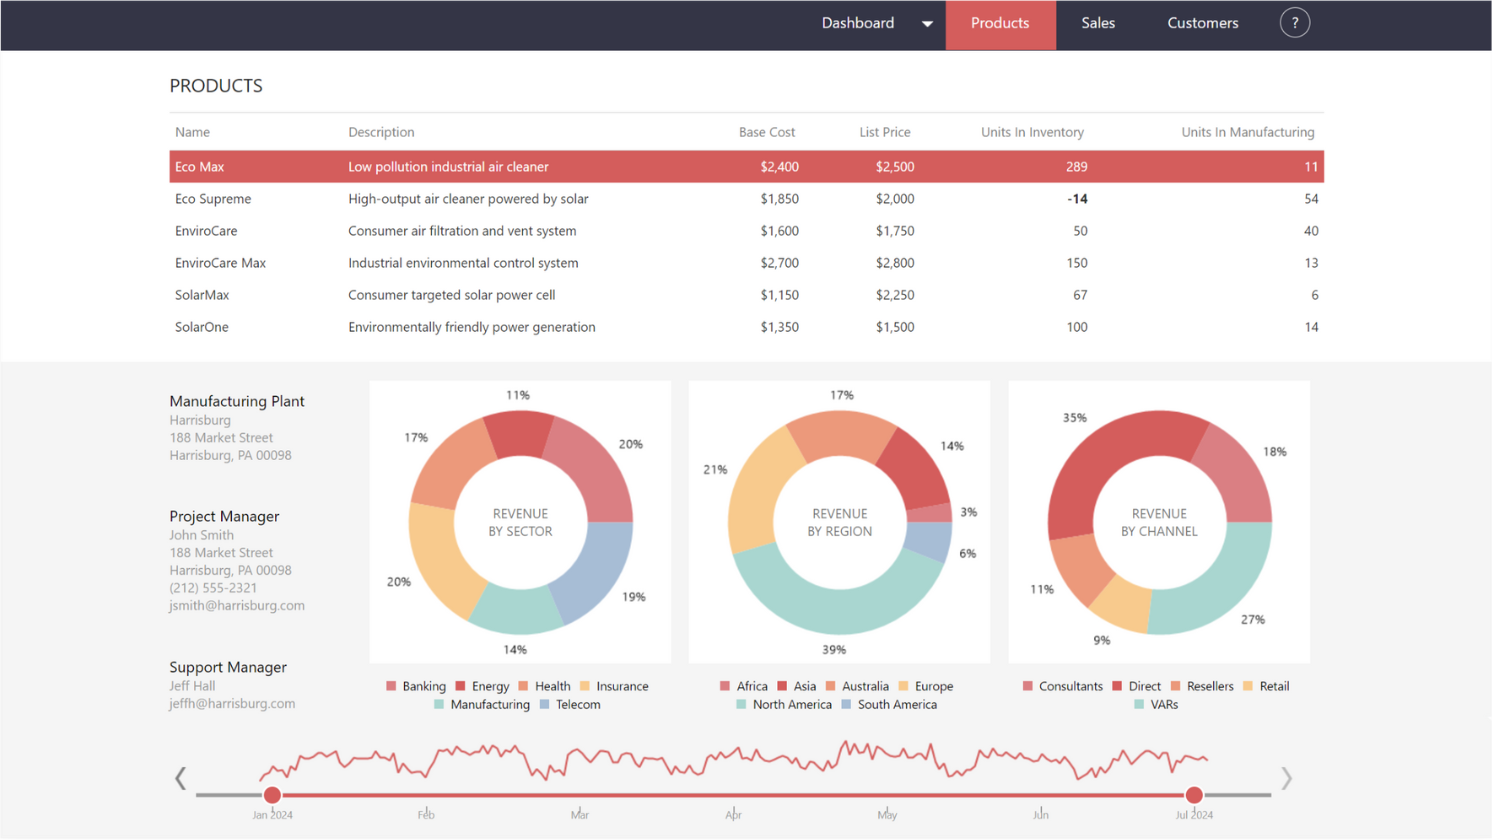 Dashboard Products Sales Customers ?
PRODUCTS
Name Description Base Cost List Price Units In Inventory Units In Manufacturing
Eco Max Low pollution industrial air cleaner $2,400 $2,500 289 11
Eco Supreme High-output air cleaner powered by solar $1,850 $2,000 -14 54
EnviroCare Consumer air filtration and vent system $1,600 $1,750 50 40
EnviroCare Max Industrial environmental control system $2,700 $2,800 150 13
SolarMax Consumer targeted solar power cell $1,150 $2,250 67 6
SolarOne Environmentally friendly power generation $1,350 $1,500 100 14
Manufacturing Plant
Harrisburg
188 Market Street
Harrisburg, PA 00098
Project Manager
John Smith
188 Market Street
Harrisburg, PA 00098
(212) 555-2321
jsmith@harrisburg.com
Support Manager
Jeff Hall
jeffh@harrisburg.com
11%
17%
20%
REVENUE
BY SECTOR
20%
19%
14%
Banking Energy Health Insurance
Manufacturing Telecom
17%
14%
21%
3%
REVENUE
BY REGION
6%
39%
Africa Asia Australia Europe
North America South America
35%
18%
REVENUE
BY CHANNEL
11%
27%
9%
Consultants Direct Resellers Retail
VARs
Jan 2024 Feb Mar Apr May Jun Jul 2024